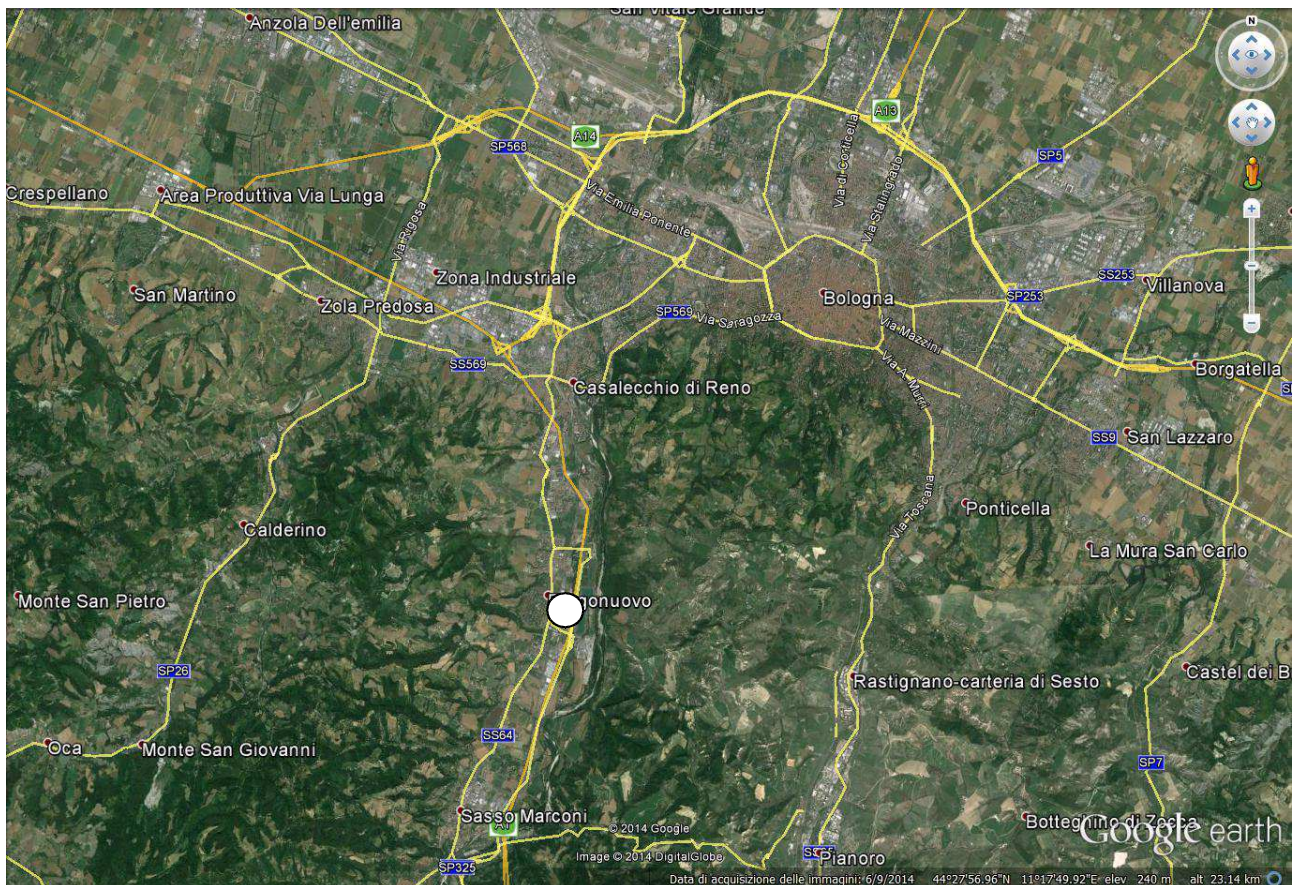 San Vitale Grande
Anzola Dell'emilia
N
A14
A13
SP568
SP5
Via di Corticella
Via Stalingrado
Crespellano
Area Produttiva Via Lunga
Via Emilia Ponente
Via Rigosa
Zona Industriale
SS253
San Martino
Zola Predosa
Bologna
SP253
Villanova
SP569
Via Saragozza
Via Mazzini
SS569
Casalecchio di Reno
Via A. Murri
Borgatella
San Lazzaro
SS9
Ponticella
Via Toscana
Calderino
La Mura San Carlo
Monte San Pietro
SP26
Castel dei B
Rastignano-carteria di Sesto
SS64
Oca
Monte San Giovanni
SP7
Sasso Marconi
A1
© 2014 Google
Google earth
Image © 2014 DigitalGlobe
Pianoro
SP325
Data di acquisizione delle immagini: 6/9/2014 44°27'56.96"N 11°17'49.92"E elev 240 m alt 23.14 km